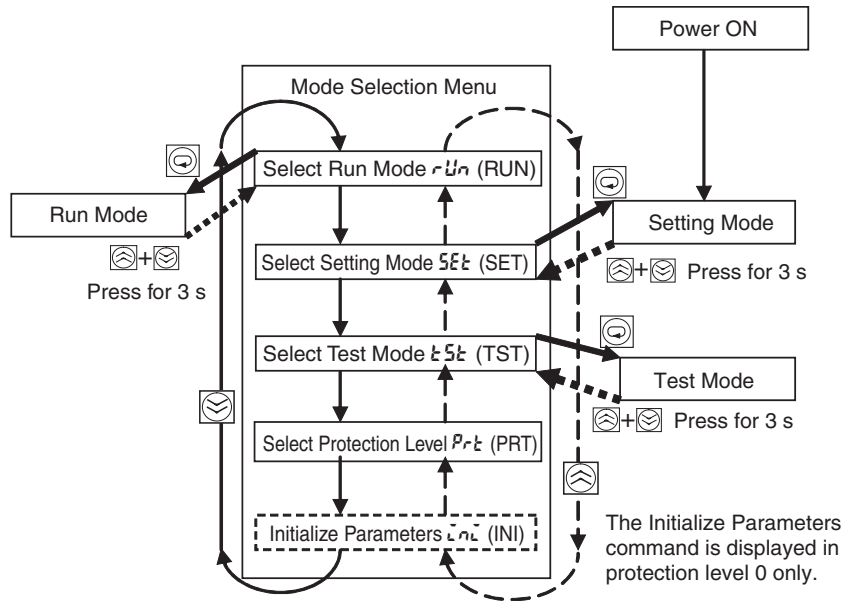 Power ON
Mode Selection Menu
Select Run Mode rUn (RUN)
Run Mode
Setting Mode
+
Press for 3 s
Select Setting Mode SEt (SET)
+ Press for 3 s
Select Test Mode tSt (TST)
Test Mode
+ Press for 3 s
Select Protection Level Prt (PRT)
Initialize Parameters ini (INI)
The Initialize Parameters
command is displayed in
protection level 0 only.